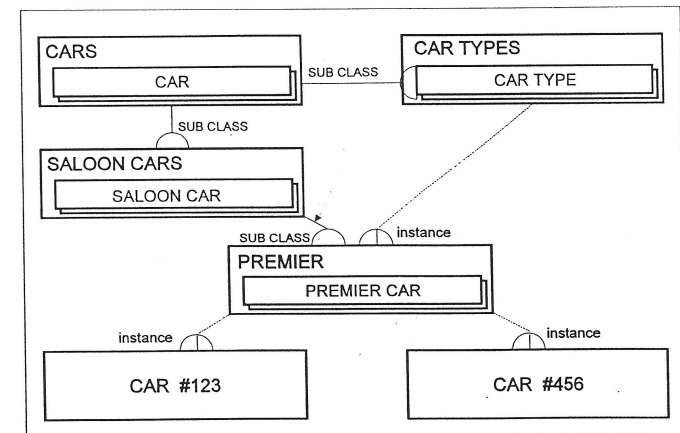 CARS
CAR
SUB CLASS
CAR TYPES
CAR TYPE
SUB CLASS
SALOON CARS
SALOON CAR
SUB CLASS
instance
PREMIER
PREMIER CAR
instance
instance
CAR #123
CAR #456